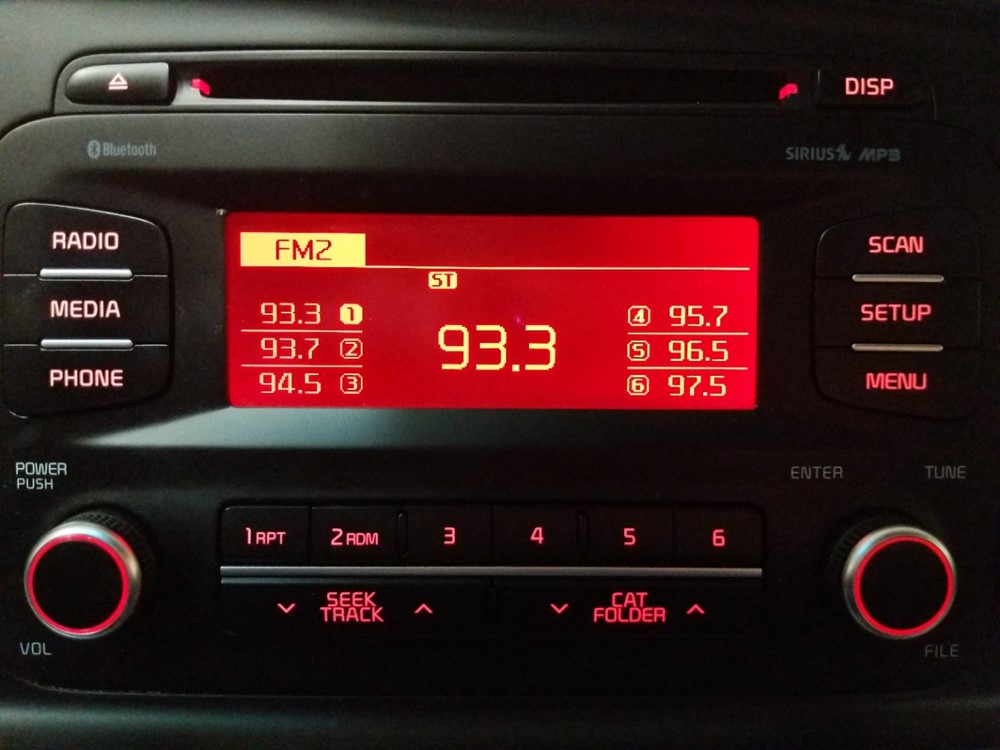 DISP
Bluetooth
SIRIUS MP3
RADIO
MEDIA
PHONE
FM2
ST
93.3 1
93.7 2
94.5 3
93.3
4 95.7
5 96.5
6 97.5
SCAN
SETUP
MENU
POWER
PUSH
VOL
ENTER
TUNE
FILE
1 RPT
2 RDM
3
4
5
6
SEEK
TRACK
CAT
FOLDER